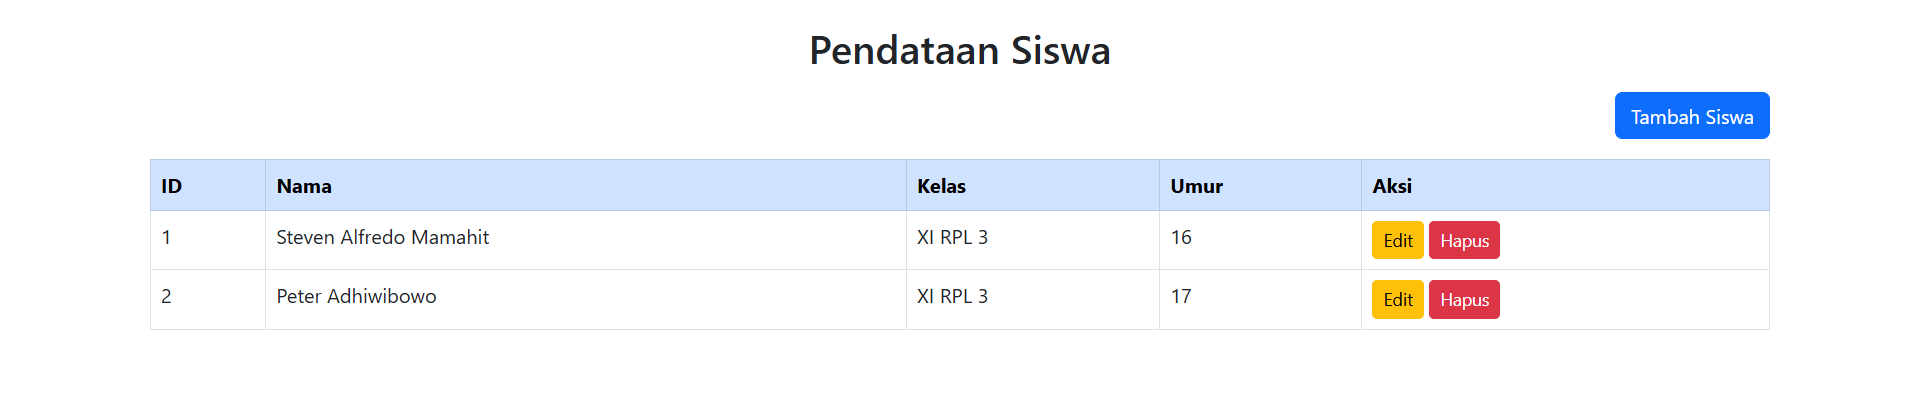 Pendataan Siswa
Tambah Siswa
ID Nama Kelas Umur Aksi
1 Steven Alfredo Mamahit XI RPL 3 16 Edit Hapus
2 Peter Adhiwibowo XI RPL 3 17 Edit Hapus